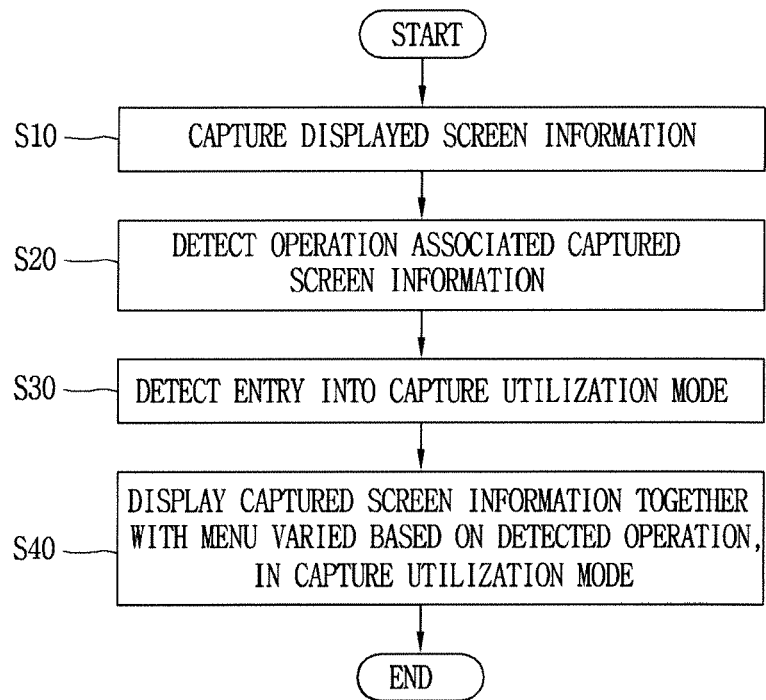 START
S10
CAPTURE DISPLAYED SCREEN INFORMATION
S20
DETECT OPERATION ASSOCIATED CAPTURED
SCREEN INFORMATION
S30
DETECT ENTRY INTO CAPTURE UTILIZATION MODE
S40
DISPLAY CAPTURED SCREEN INFORMATION TOGETHER
WITH MENU VARIED BASED ON DETECTED OPERATION,
IN CAPTURE UTILIZATION MODE
END